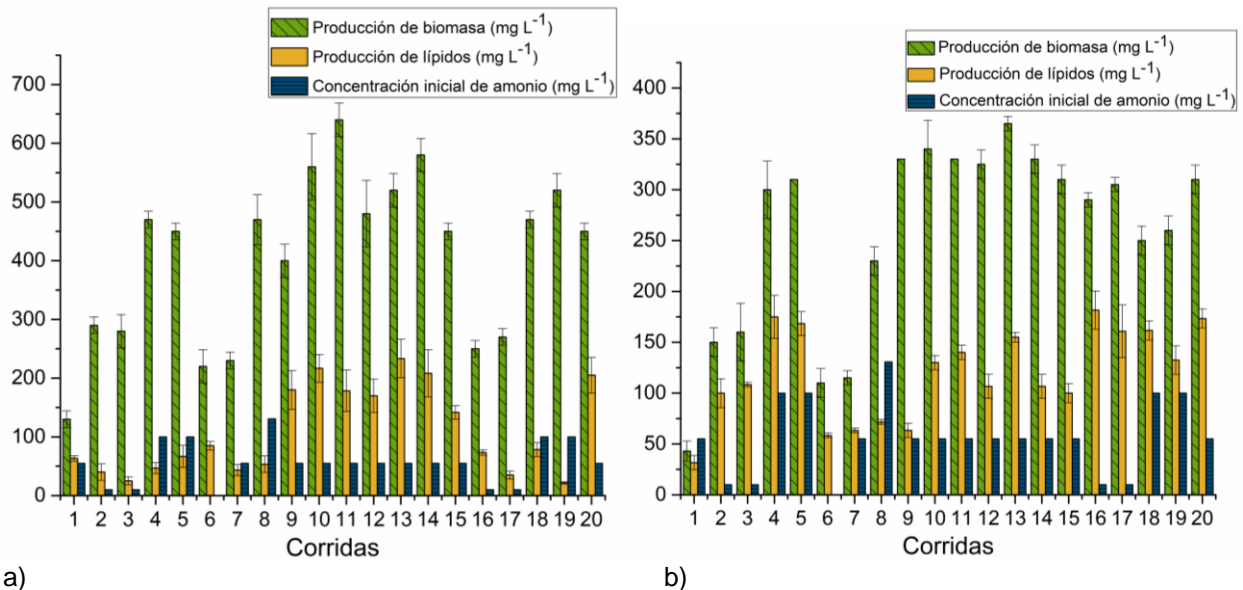 Producción de biomasa (mg L⁻¹)
Producción de lípidos (mg L⁻¹)
Concentración inicial de amonio (mg L⁻¹)
700
600
500
400
300
200
100
0
1 2 3 4 5 6 7 8 9 10 11 12 13 14 15 16 17 18 19 20
Corridas
a)
Producción de biomasa (mg L⁻¹)
Producción de lípidos (mg L⁻¹)
Concentración inicial de amonio (mg L⁻¹)
400
350
300
250
200
150
100
50
0
1 2 3 4 5 6 7 8 9 10 11 12 13 14 15 16 17 18 19 20
Corridas
b)